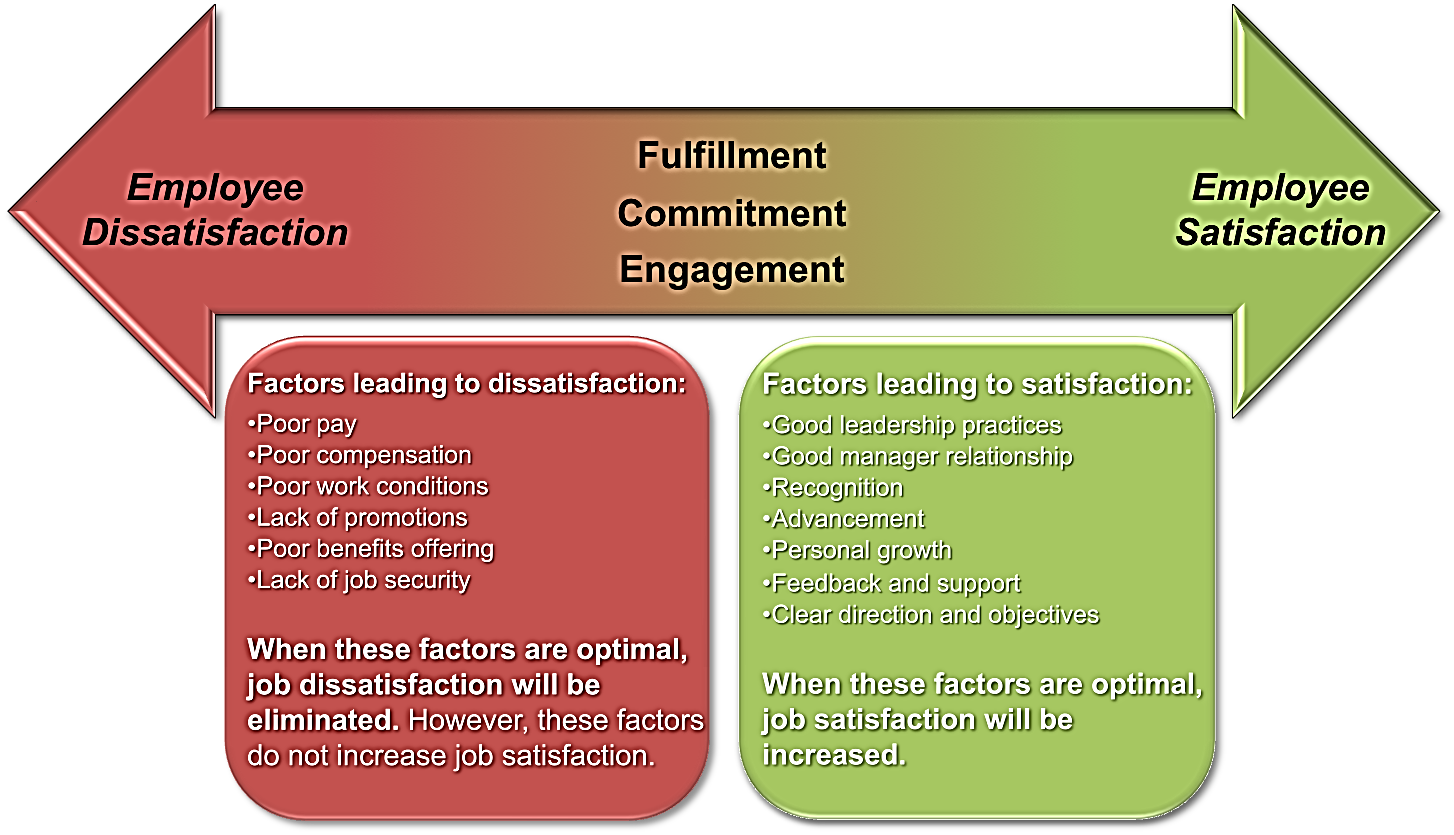 Employee
Dissatisfaction
Fulfillment
Commitment
Engagement
Employee
Satisfaction
Factors leading to dissatisfaction:
•Poor pay
•Poor compensation
•Poor work conditions
•Lack of promotions
•Poor benefits offering
•Lack of job security
When these factors are optimal,
job dissatisfaction will be
eliminated. However, these factors
do not increase job satisfaction.
Factors leading to satisfaction:
•Good leadership practices
•Good manager relationship
•Recognition
•Advancement
•Personal growth
•Feedback and support
•Clear direction and objectives
When these factors are optimal,
job satisfaction will be
increased.